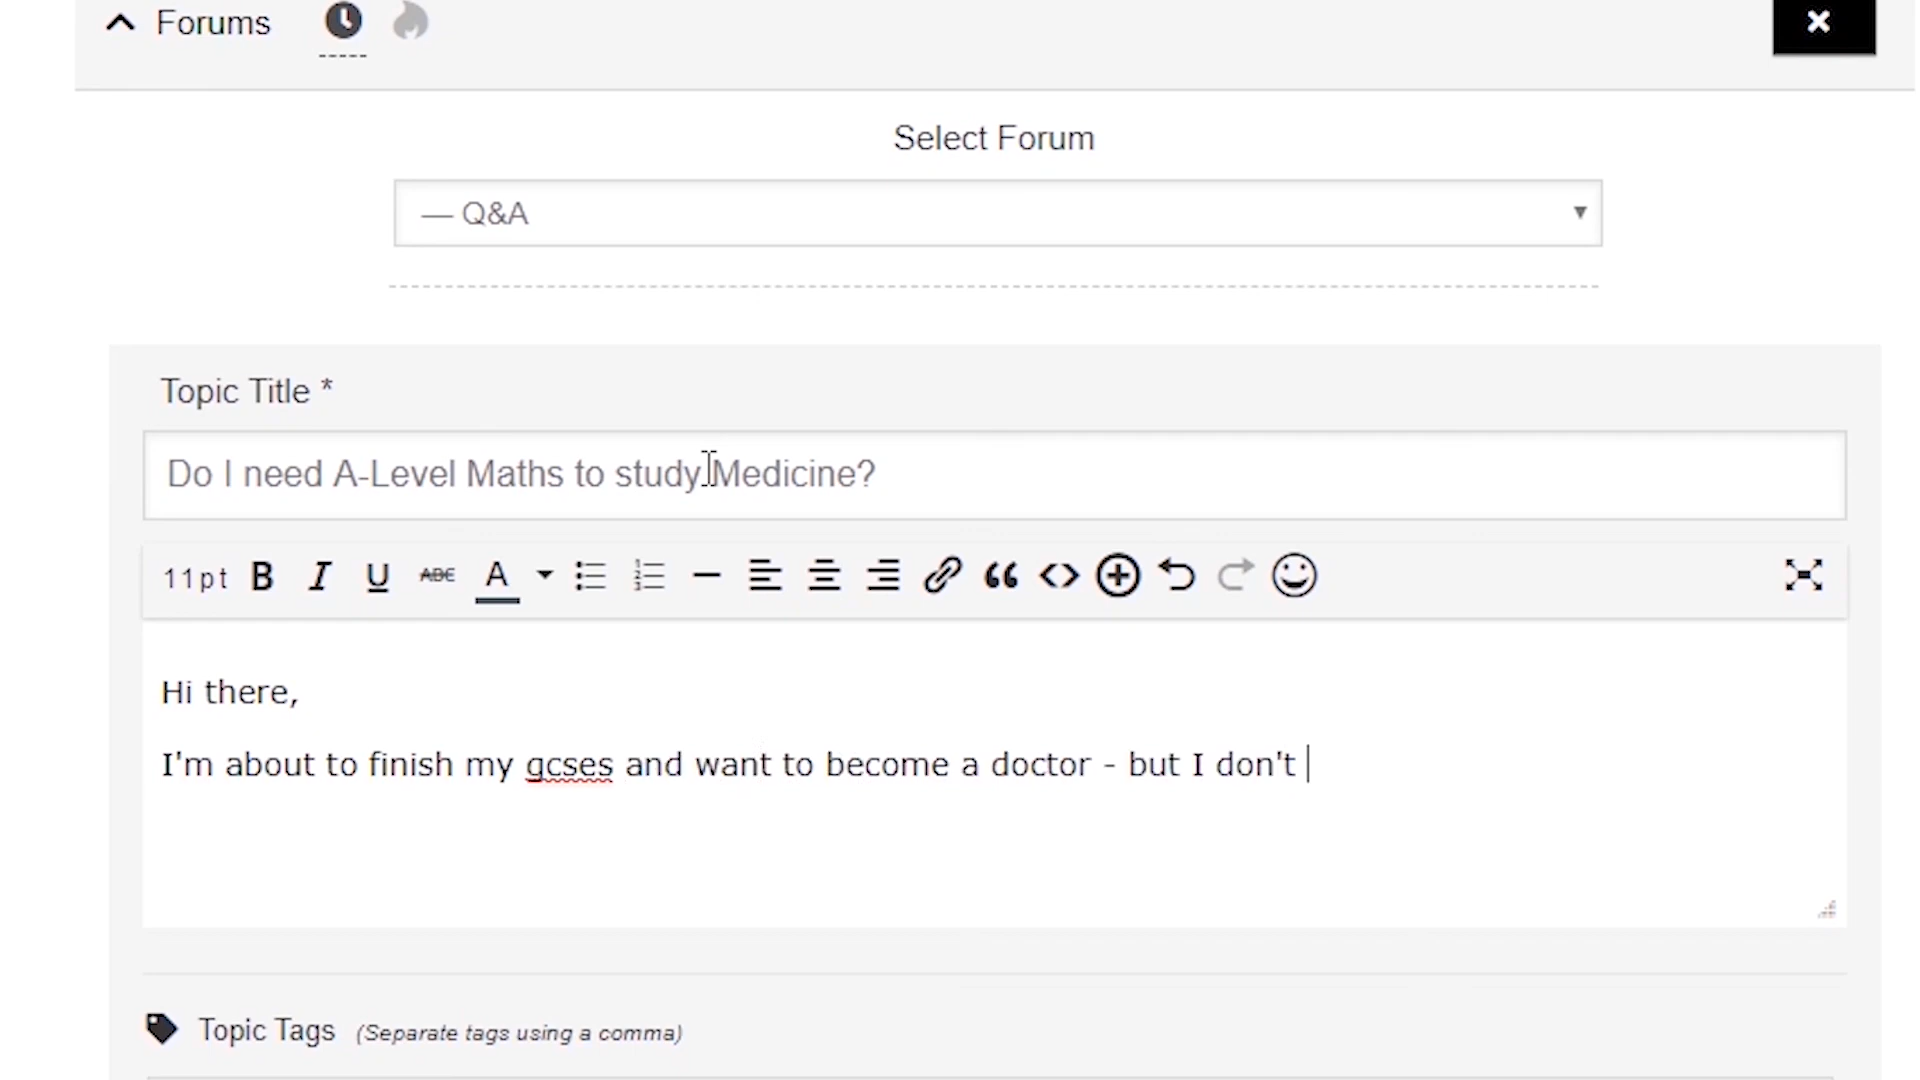 Forums
Select Forum
— Q&A
Topic Title *
Do I need A-Level Maths to study Medicine?
11pt B I U ABC A
Hi there,
I'm about to finish my gcses and want to become a doctor - but I don't
Topic Tags (Separate tags using a comma)